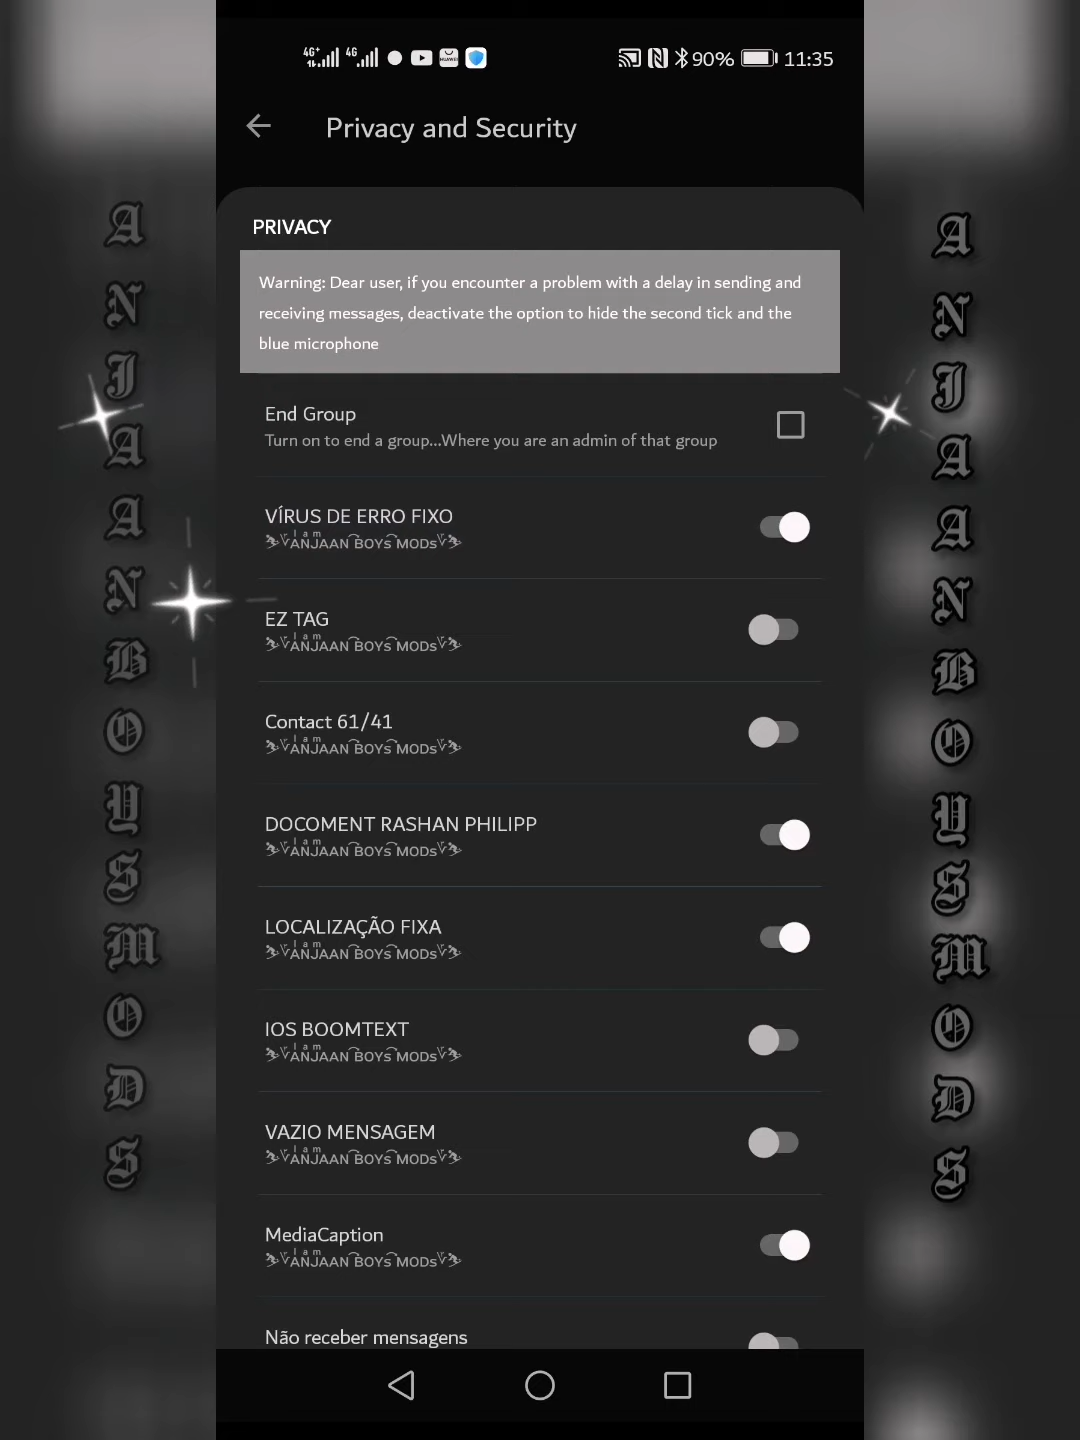 4G+ 4G 90% 11:35
Privacy and Security
PRIVACY
Warning: Dear user, if you encounter a problem with a delay in sending and
receiving messages, deactivate the option to hide the second tick and the
blue microphone
End Group
Turn on to end a group...Where you are an admin of that group
VÍRUS DE ERRO FIXO
I am
ANJAAN BOYs MODs
EZ TAG
I am
ANJAAN BOYs MODs
Contact 61/41
I am
ANJAAN BOYs MODs
DOCOMENT RASHAN PHILIPP
I am
ANJAAN BOYs MODs
LOCALIZAÇÃO FIXA
I am
ANJAAN BOYs MODs
IOS BOOMTEXT
I am
ANJAAN BOYs MODs
VAZIO MENSAGEM
I am
ANJAAN BOYs MODs
MediaCaption
I am
ANJAAN BOYs MODs
Não receber mensagens
ANJAANBOYSMODS
ANJAANBOYSMODS